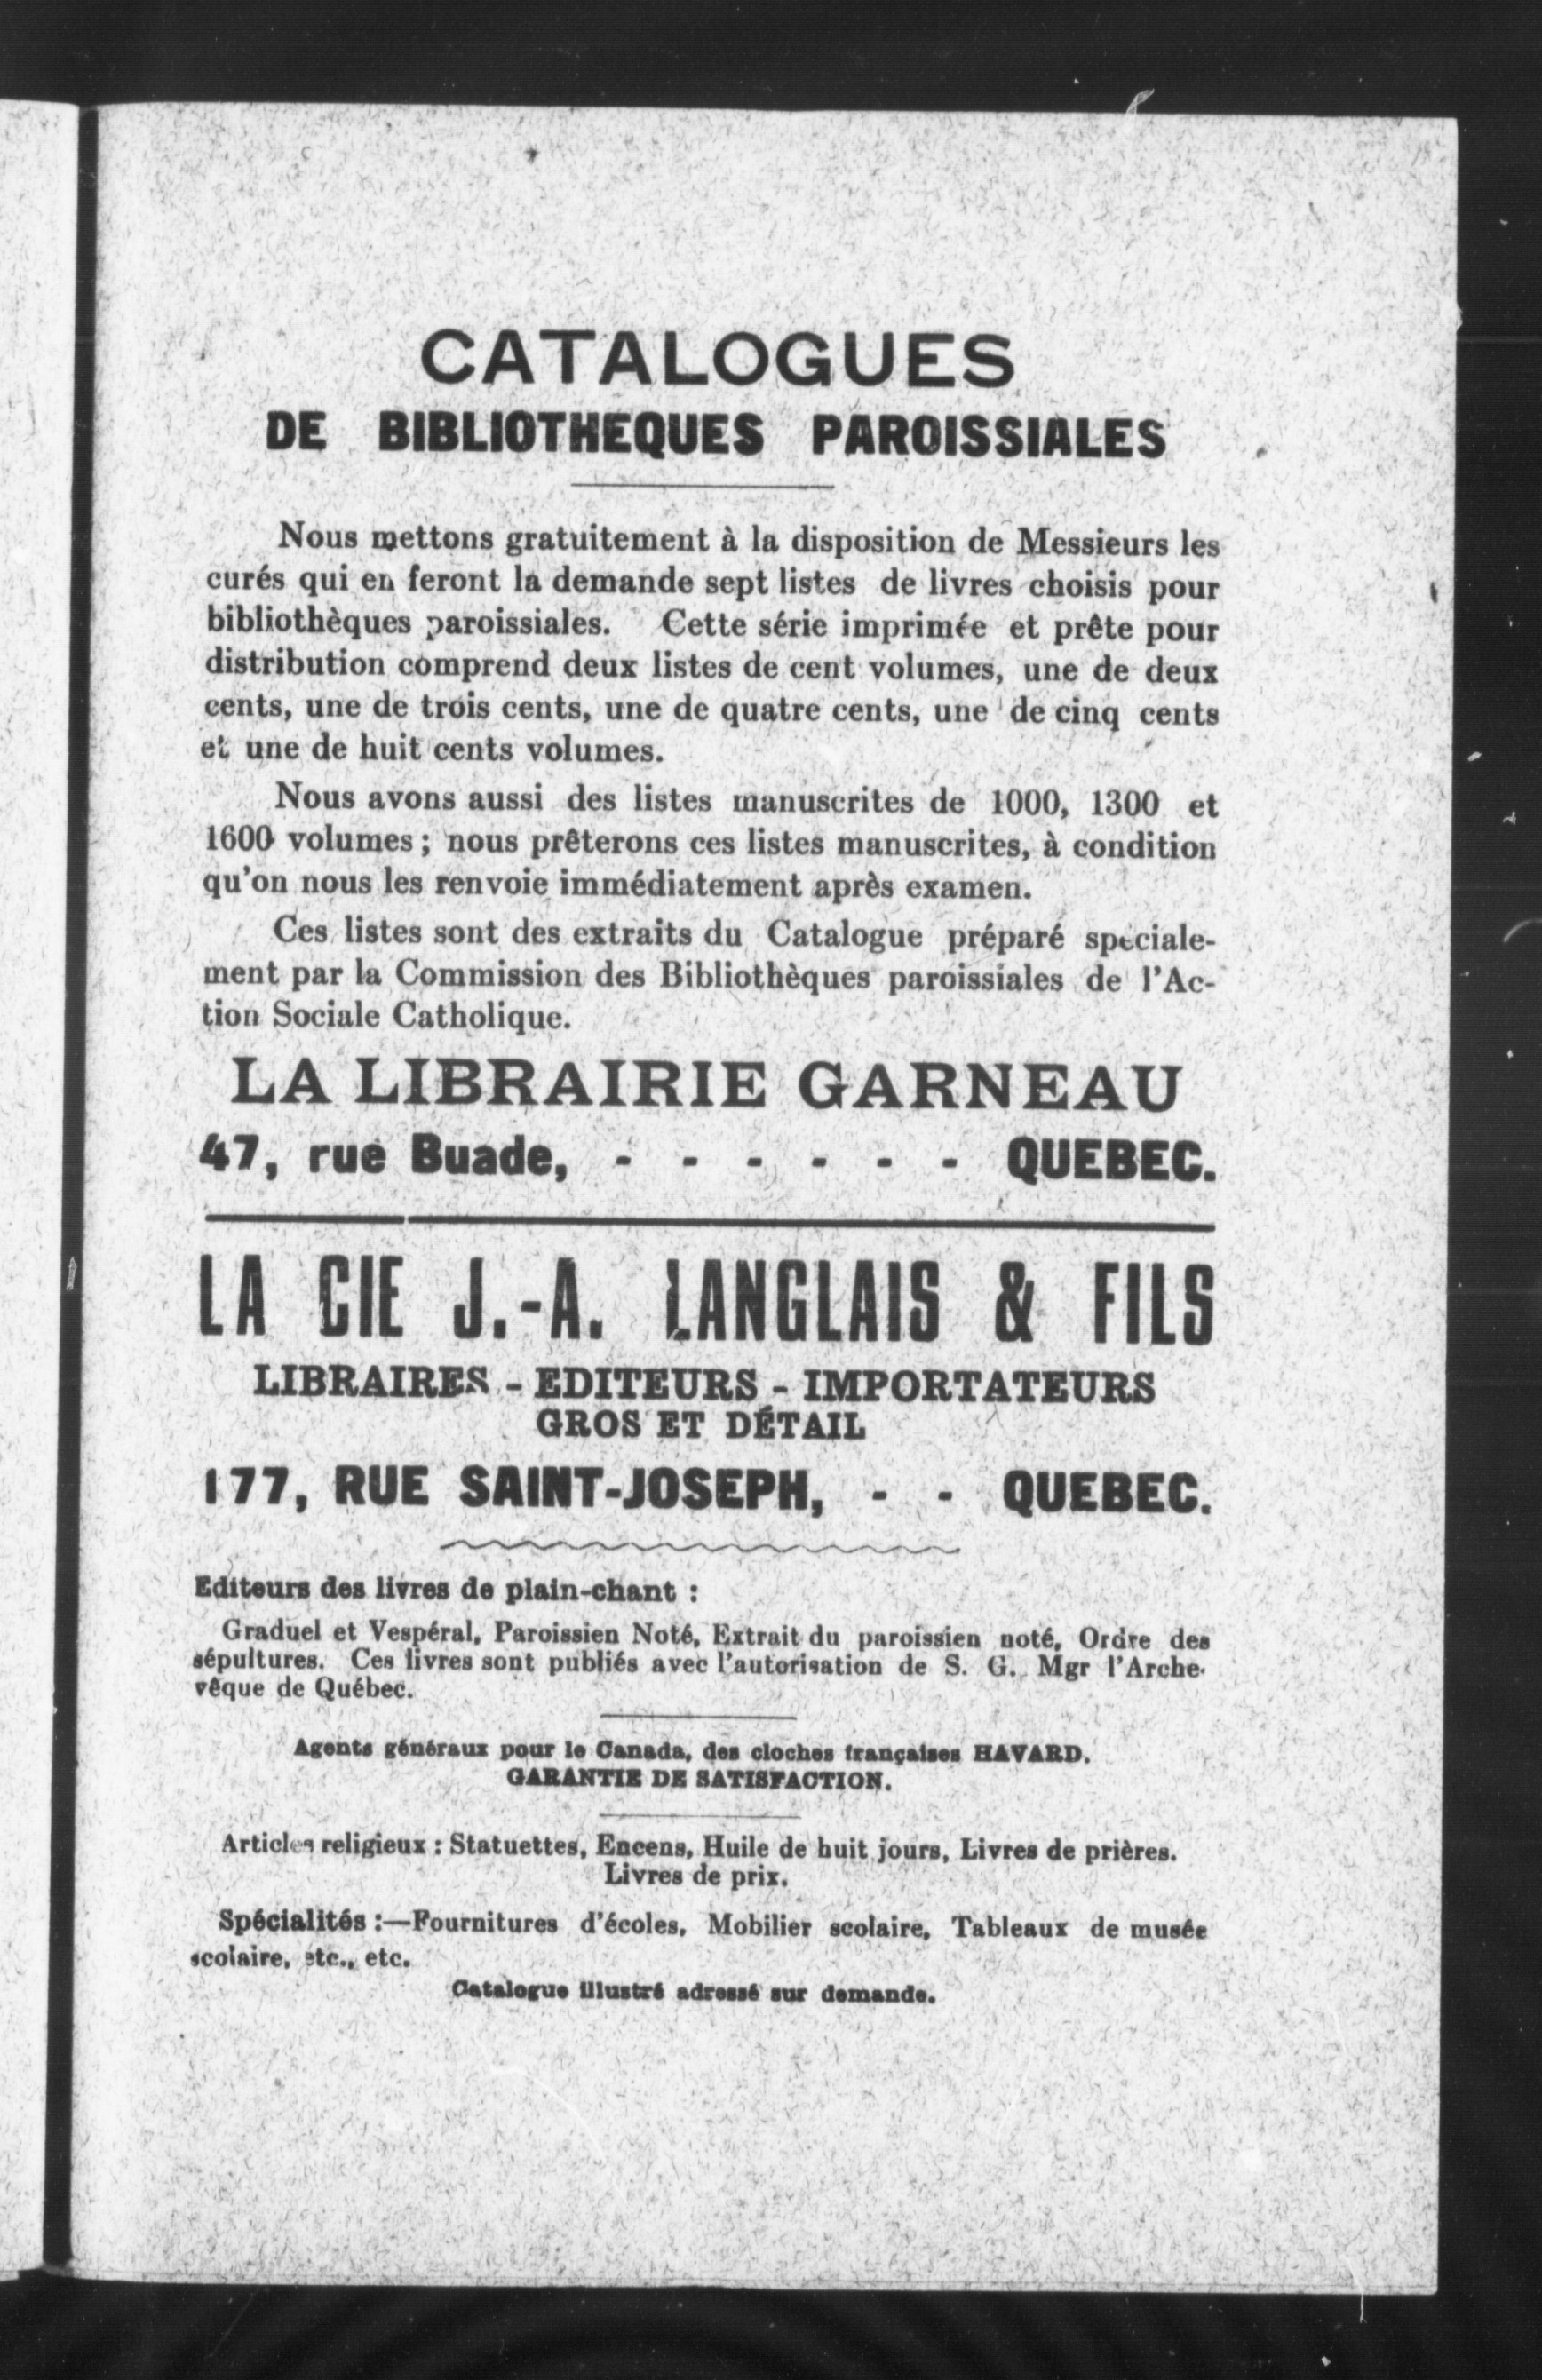 CATALOGUES
DE BIBLIOTHEQUES PAROISSIALES
Nous mettons gratuitement à la disposition de Messieurs les
curés qui en feront la demande sept listes de livres choisis pour
bibliothèques paroissiales. Cette série imprimée et prête pour
distribution comprend deux listes de cent volumes, une de deux
cents, une de trois cents, une de quatre cents, une de cinq cents
et une de huit cents volumes.
Nous avons aussi des listes manuscrites de 1000, 1300 et
1600 volumes ; nous prêterons ces listes manuscrites, à condition
qu'on nous les renvoie immédiatement après examen.
Ces listes sont des extraits du Catalogue préparé speciale-
ment par la Commission des Bibliothèques paroissiales de l'Ac-
tion Sociale Catholique.
LA LIBRAIRIE GARNEAU
47, rue Buade, - - - - - - QUEBEC.
LA CIE J.-A. LANGLAIS & FILS
LIBRAIRES - EDITEURS - IMPORTATEURS
GROS ET DÉTAIL
177, RUE SAINT-JOSEPH, - - QUEBEC.
Editeurs des livres de plain-chant :
Graduel et Vespéral, Paroissien Noté, Extrait du paroissien noté, Ordre des
sépultures. Ces livres sont publiés avec l'autorisation de S. G. Mgr l'Arche-
vêque de Québec.
Agents généraux pour le Canada, des cloches françaises HAVARD.
GARANTIE DE SATISFACTION.
Articles religieux : Statuettes, Encens, Huile de huit jours, Livres de prières.
Livres de prix.
Spécialités :—Fournitures d'écoles, Mobilier scolaire, Tableaux de musée
scolaire, etc., etc.
Catalogue illustré adressé sur demande.